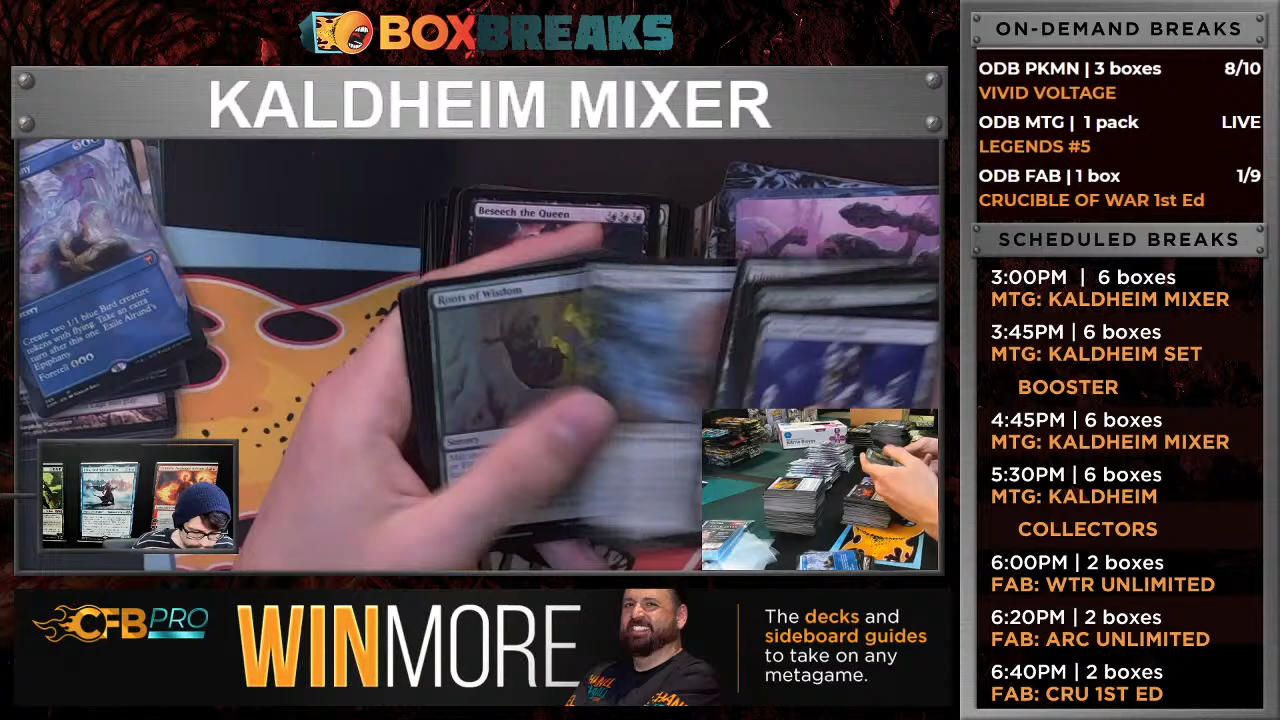 BOXBREAKS
KALDHEIM MIXER
Beseech the Queen
Roots of Wisdom
Sorcery
Create two 1/1 blue Bird creature
tokens with flying. Take an extra
turn after this one. Exile Alrund's
Epiphany
Foretell
CFBPRO
WINMORE
The decks and
sideboard guides
to take on any
metagame.
ON-DEMAND BREAKS
ODB PKMN | 3 boxes 8/10
VIVID VOLTAGE
ODB MTG | 1 pack LIVE
LEGENDS #5
ODB FAB | 1 box 1/9
CRUCIBLE OF WAR 1st Ed
SCHEDULED BREAKS
3:00PM | 6 boxes
MTG: KALDHEIM MIXER
3:45PM | 6 boxes
MTG: KALDHEIM SET
BOOSTER
4:45PM | 6 boxes
MTG: KALDHEIM MIXER
5:30PM | 6 boxes
MTG: KALDHEIM
COLLECTORS
6:00PM | 2 boxes
FAB: WTR UNLIMITED
6:20PM | 2 boxes
FAB: ARC UNLIMITED
6:40PM | 2 boxes
FAB: CRU 1ST ED